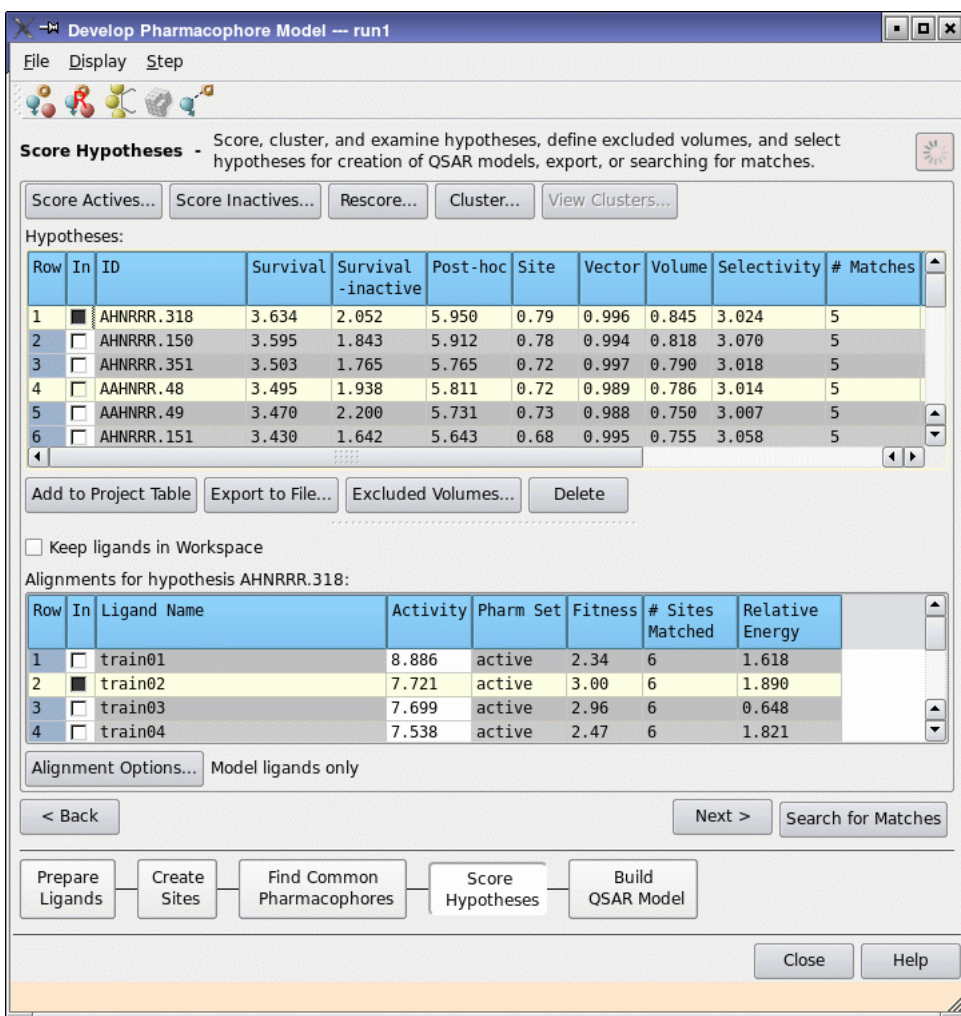 Develop Pharmacophore Model --- run1
File Display Step
Score Hypotheses - Score, cluster, and examine hypotheses, define excluded volumes, and select
hypotheses for creation of QSAR models, export, or searching for matches.
Score Actives... Score Inactives... Rescore... Cluster... View Clusters...
Hypotheses:
Row In ID Survival Survival -inactive Post-hoc Site Vector Volume Selectivity # Matches
1 AHNRRR.318 3.634 2.052 5.950 0.79 0.996 0.845 3.024 5
2 AHNRRR.150 3.595 1.843 5.912 0.78 0.994 0.818 3.070 5
3 AHNRRR.351 3.503 1.765 5.765 0.72 0.997 0.790 3.018 5
4 AAHNRR.48 3.495 1.938 5.811 0.72 0.989 0.786 3.014 5
5 AAHNRR.49 3.470 2.200 5.731 0.73 0.988 0.750 3.007 5
6 AHNRRR.151 3.430 1.642 5.643 0.68 0.995 0.755 3.058 5
Add to Project Table Export to File... Excluded Volumes... Delete
Keep ligands in Workspace
Alignments for hypothesis AHNRRR.318:
Row In Ligand Name Activity Pharm Set Fitness # Sites Matched Relative Energy
1 train01 8.886 active 2.34 6 1.618
2 train02 7.721 active 3.00 6 1.890
3 train03 7.699 active 2.96 6 0.648
4 train04 7.538 active 2.47 6 1.821
Alignment Options... Model ligands only
< Back Next > Search for Matches
Prepare Ligands Create Sites Find Common Pharmacophores Score Hypotheses Build QSAR Model
Close Help